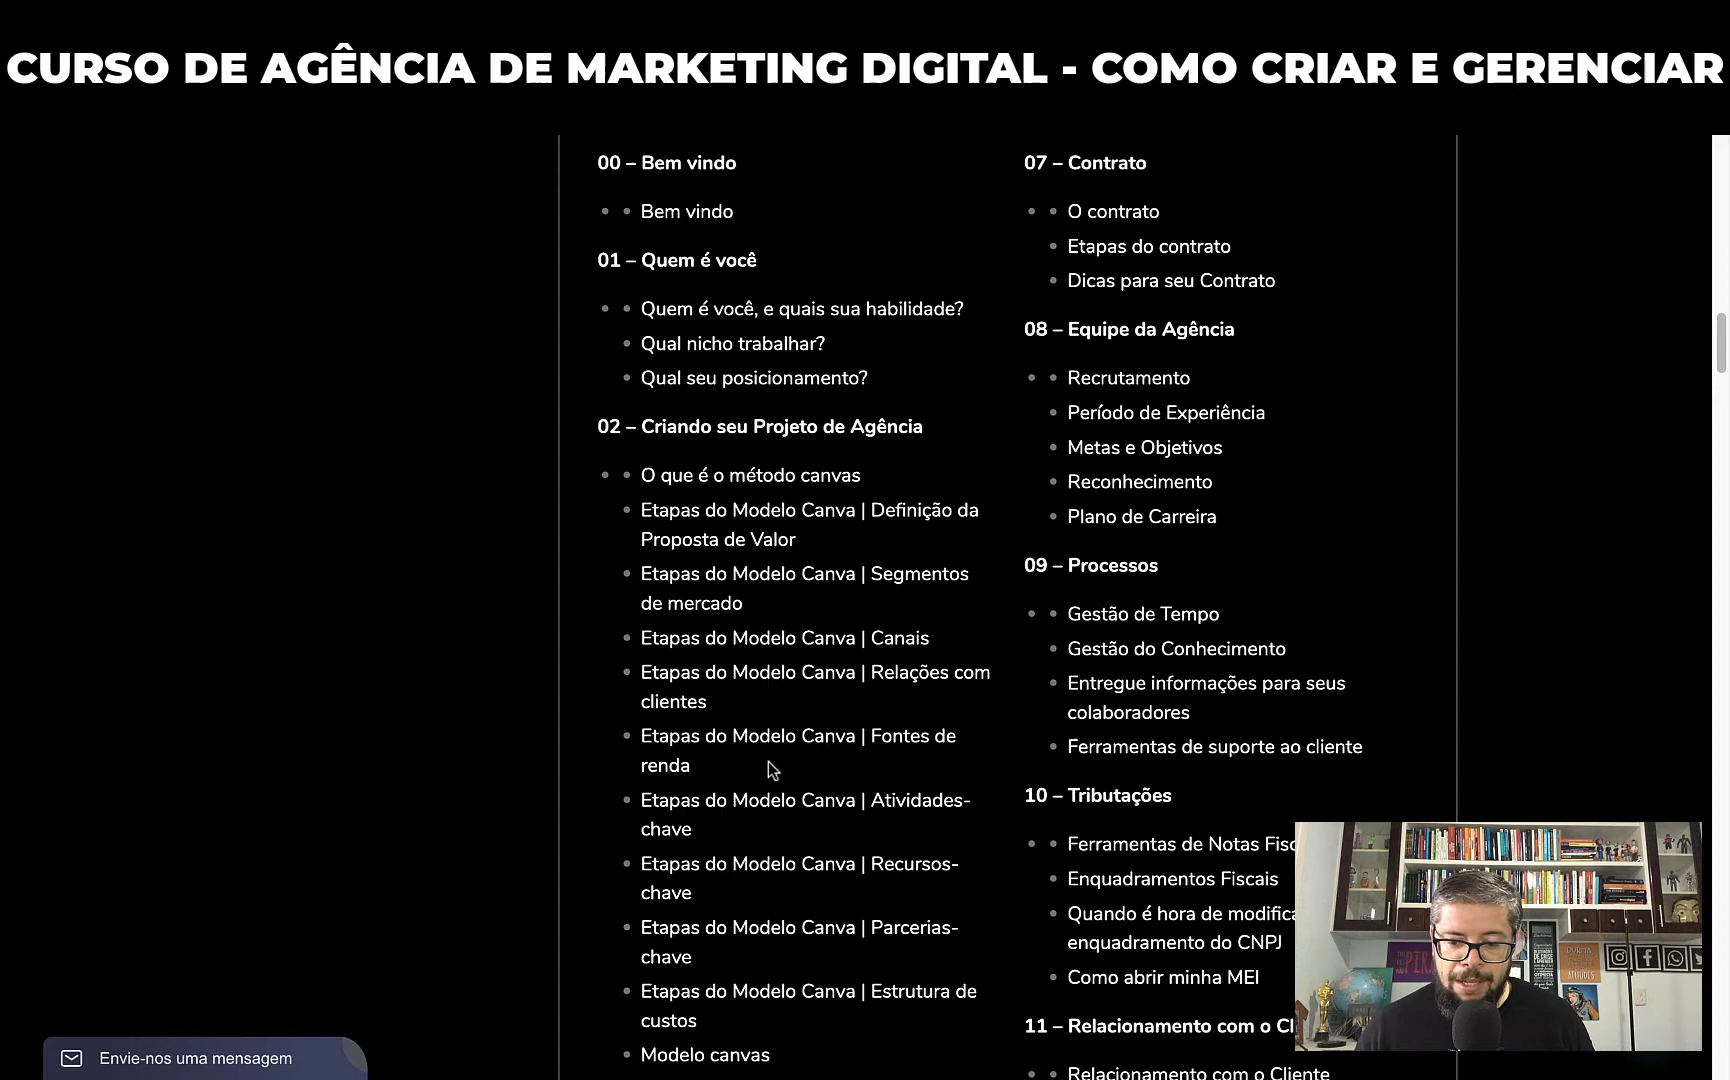 CURSO DE AGÊNCIA DE MARKETING DIGITAL - COMO CRIAR E GERENCIAR
00 – Bem vindo
Bem vindo
01 – Quem é você
Quem é você, e quais sua habilidade?
Qual nicho trabalhar?
Qual seu posicionamento?
02 – Criando seu Projeto de Agência
O que é o método canvas
Etapas do Modelo Canva | Definição da
Proposta de Valor
Etapas do Modelo Canva | Segmentos
de mercado
Etapas do Modelo Canva | Canais
Etapas do Modelo Canva | Relações com
clientes
Etapas do Modelo Canva | Fontes de
renda
Etapas do Modelo Canva | Atividades-
chave
Etapas do Modelo Canva | Recursos-
chave
Etapas do Modelo Canva | Parcerias-
chave
Etapas do Modelo Canva | Estrutura de
custos
Modelo canvas
07 – Contrato
O contrato
Etapas do contrato
Dicas para seu Contrato
08 – Equipe da Agência
Recrutamento
Período de Experiência
Metas e Objetivos
Reconhecimento
Plano de Carreira
09 – Processos
Gestão de Tempo
Gestão do Conhecimento
Entregue informações para seus
colaboradores
Ferramentas de suporte ao cliente
10 – Tributações
Ferramentas de Notas Fisc
Enquadramentos Fiscais
Quando é hora de modifica
enquadramento do CNPJ
Como abrir minha MEI
11 – Relacionamento com o Cl
Relacionamento com o Cliente
Envie-nos uma mensagem